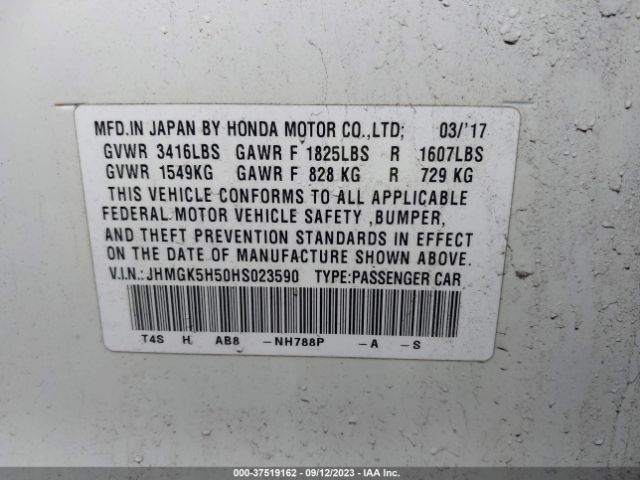 MFD.IN JAPAN BY HONDA MOTOR CO.,LTD; 03/'17
GVWR 3416LBS GAWR F 1825LBS R 1607LBS
GVWR 1549KG GAWR F 828 KG R 729 KG
THIS VEHICLE CONFORMS TO ALL APPLICABLE
FEDERAL MOTOR VEHICLE SAFETY ,BUMPER,
AND THEFT PREVENTION STANDARDS IN EFFECT
ON THE DATE OF MANUFACTURE SHOWN ABOVE.
V.I.N.: JHMGK5H50HS023590 TYPE:PASSENGER CAR
T4S H AB8 -NH788P -A -S
000-37519162 - 09/12/2023 - IAA Inc.